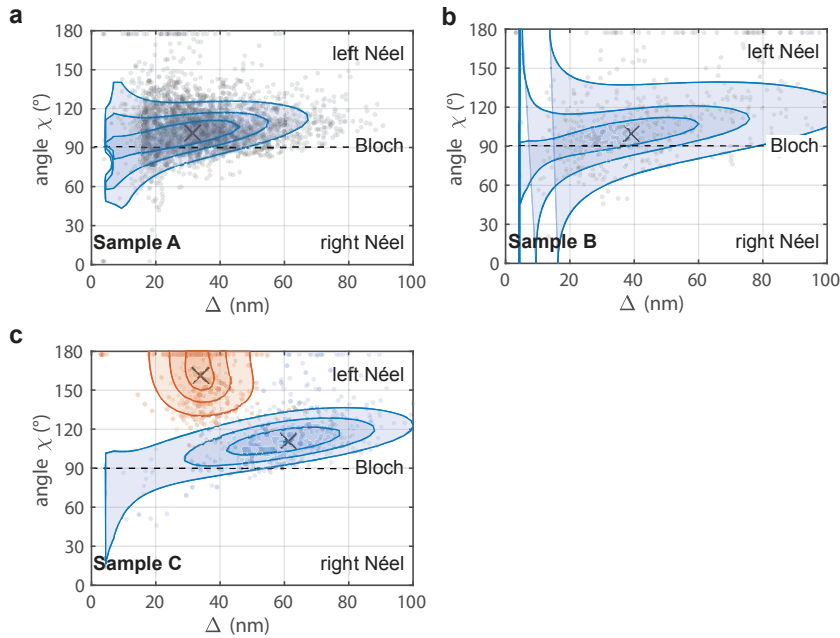 a
180
150
120
90
60
30
0
angle χ (°)
left Néel
Bloch
Sample A
right Néel
0 20 40 60 80 100
Δ (nm)
b
180
150
120
90
60
30
0
angle χ (°)
left Néel
Bloch
Sample B
right Néel
0 20 40 60 80 100
Δ (nm)
c
180
150
120
90
60
30
0
angle χ (°)
left Néel
Bloch
Sample C
right Néel
0 20 40 60 80 100
Δ (nm)